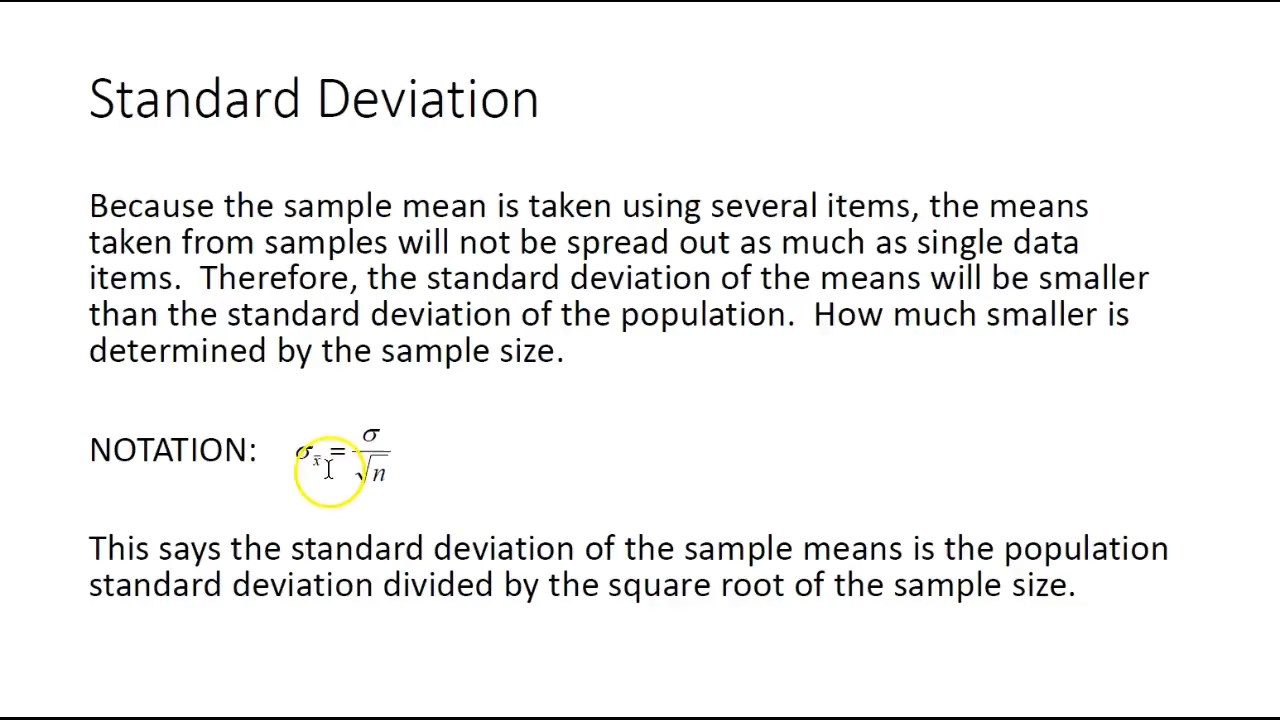 Standard Deviation
Because the sample mean is taken using several items, the means
taken from samples will not be spread out as much as single data
items.  Therefore, the standard deviation of the means will be smaller
than the standard deviation of the population.  How much smaller is
determined by the sample size.
NOTATION: σx̄ = σ/√n
This says the standard deviation of the sample means is the population
standard deviation divided by the square root of the sample size.